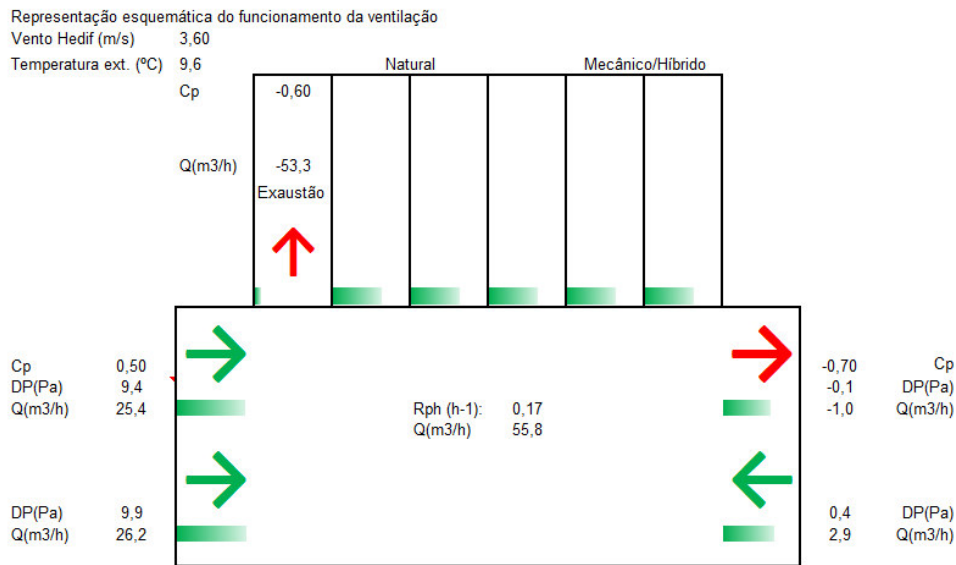 Representação esquemática do funcionamento da ventilação
Vento Hedif (m/s) 3,60
Temperatura ext. (ºC) 9,6 Natural Mecânico/Híbrido
Cp -0,60
Q(m3/h) -53,3
Exaustão
Cp 0,50 -0,70 Cp
DP(Pa) 9,4 -0,1 DP(Pa)
Q(m3/h) 25,4 Rph (h-1): 0,17 -1,0 Q(m3/h)
Q(m3/h) 55,8
DP(Pa) 9,9 0,4 DP(Pa)
Q(m3/h) 26,2 2,9 Q(m3/h)